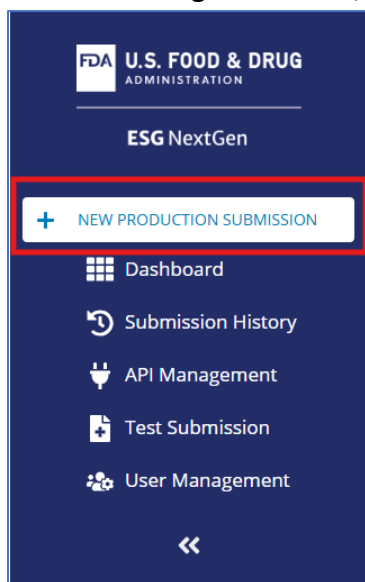 FDA U.S. FOOD & DRUG
ADMINISTRATION
ESG NextGen
+ NEW PRODUCTION SUBMISSION
Dashboard
Submission History
API Management
Test Submission
User Management